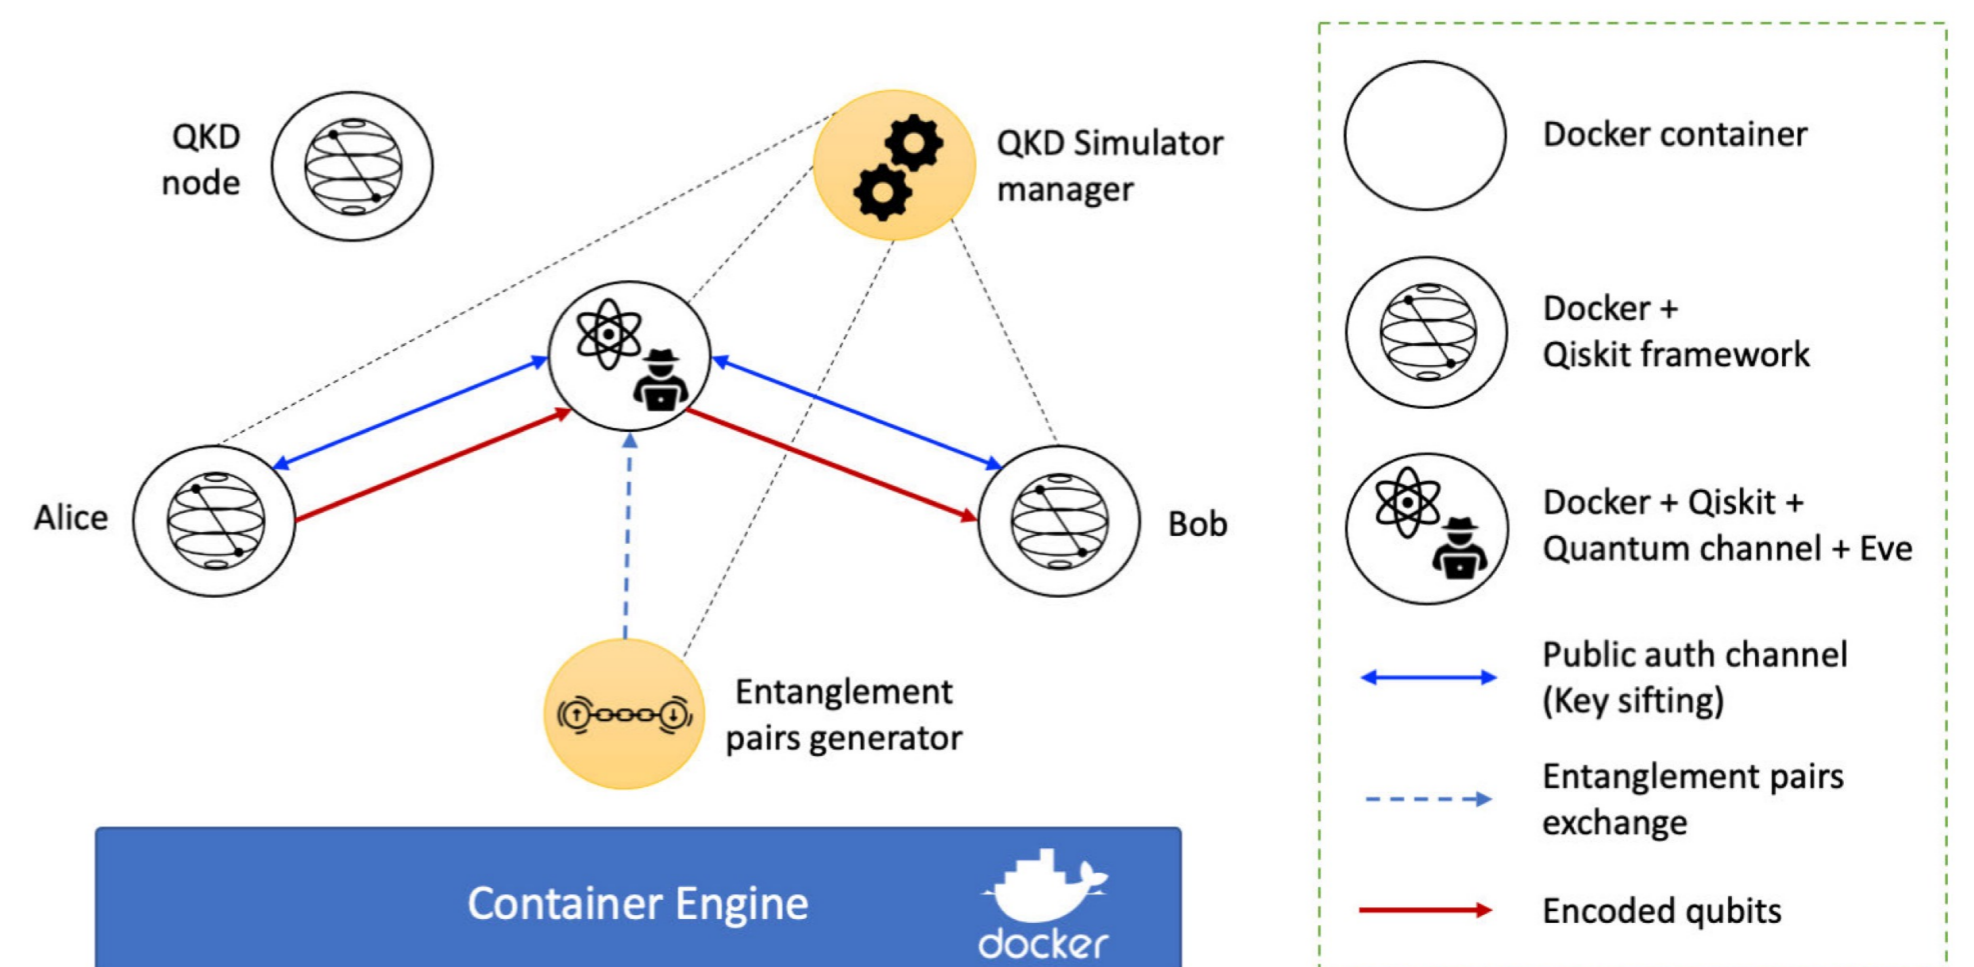 QKD
node
QKD Simulator
manager
Alice
Bob
Entanglement
pairs generator
Container Engine
docker
Docker container
Docker +
Qiskit framework
Docker + Qiskit +
Quantum channel + Eve
Public auth channel
(Key sifting)
Entanglement pairs
exchange
Encoded qubits